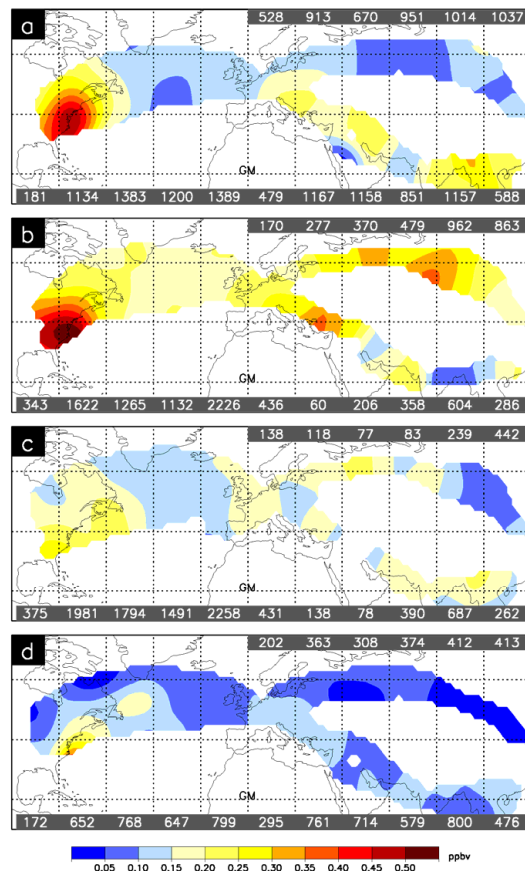 a
528 913 670 951 1014 1037
GM
181 1134 1383 1200 1389 479 1167 1158 851 1157 588
b
170 277 370 479 962 863
GM
343 1622 1265 1132 2226 436 60 206 358 604 286
c
138 118 77 83 239 442
GM
375 1981 1794 1491 2258 431 138 78 390 687 262
d
202 363 308 374 412 413
GM
172 652 768 647 799 295 761 714 579 800 476
0.05 0.10 0.15 0.20 0.25 0.30 0.35 0.40 0.45 0.50 ppbv